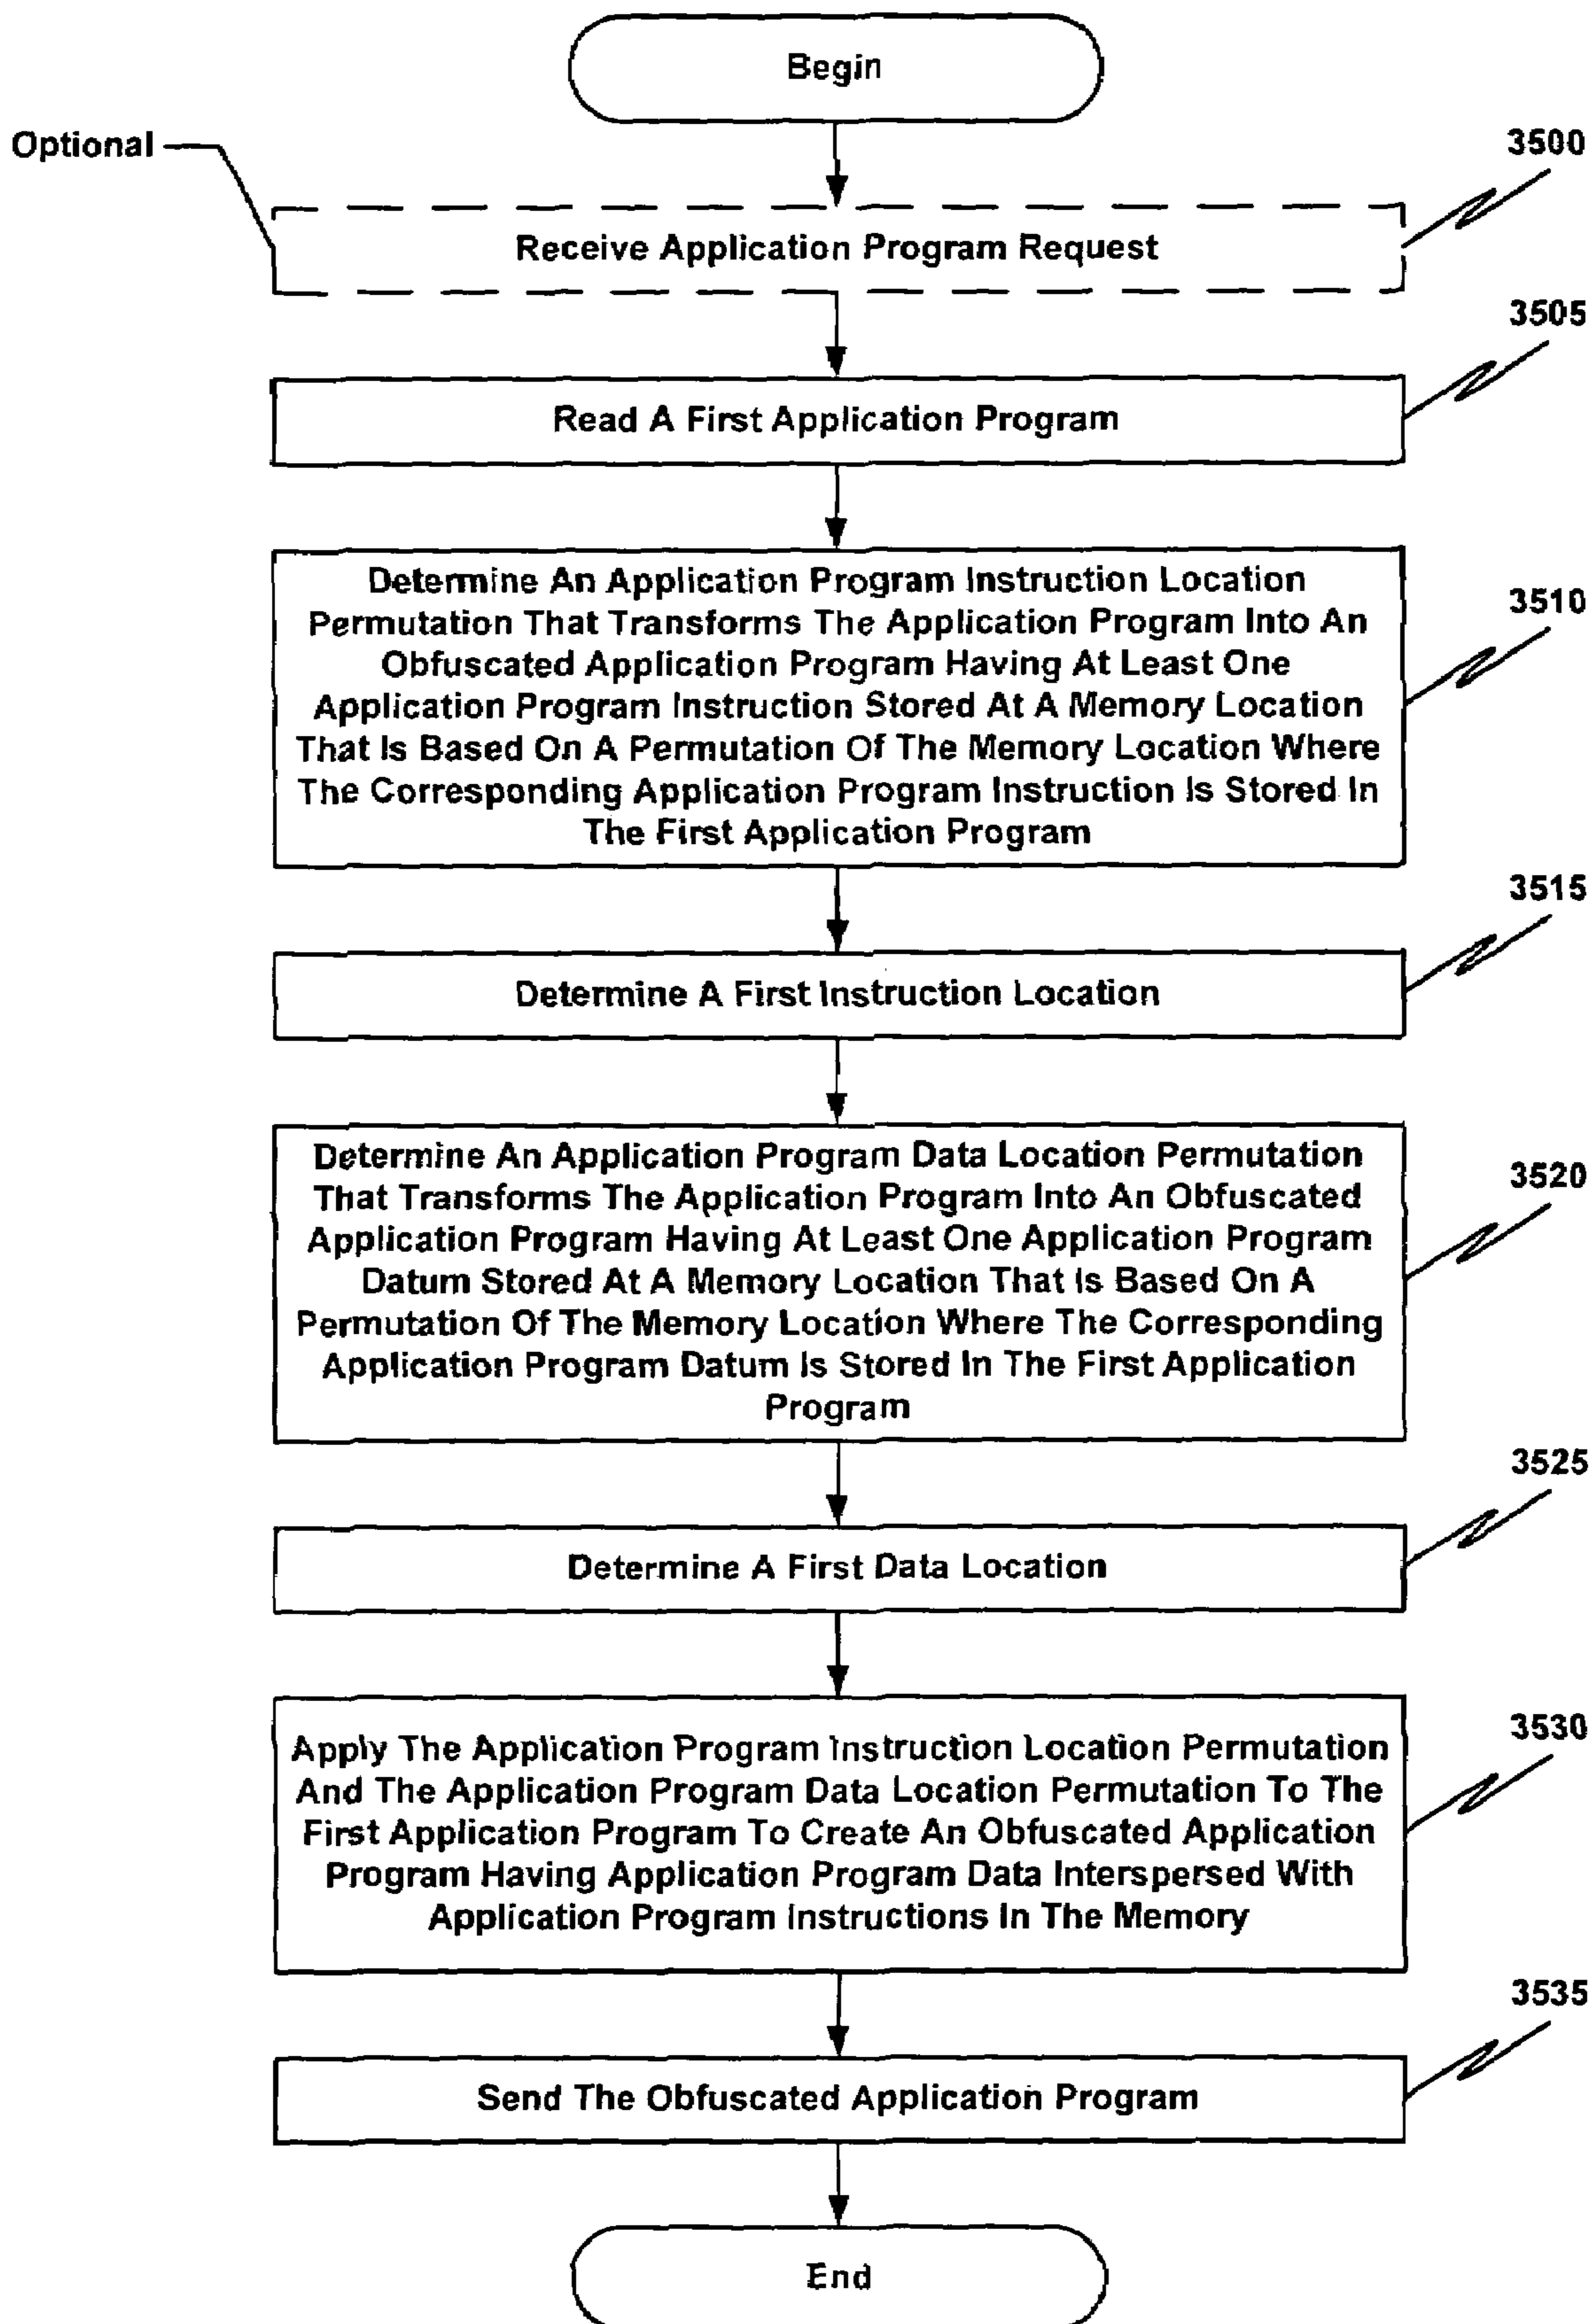 Begin
Optional
3500
Receive Application Program Request
3505
Read A First Application Program
3510
Determine An Application Program Instruction Location
Permutation That Transforms The Application Program Into An
Obfuscated Application Program Having At Least One
Application Program Instruction Stored At A Memory Location
That Is Based On A Permutation Of The Memory Location Where
The Corresponding Application Program Instruction Is Stored In
The First Application Program
3515
Determine A First Instruction Location
3520
Determine An Application Program Data Location Permutation
That Transforms The Application Program Into An Obfuscated
Application Program Having At Least One Application Program
Datum Stored At A Memory Location That Is Based On A
Permutation Of The Memory Location Where The Corresponding
Application Program Datum Is Stored In The First Application
Program
3525
Determine A First Data Location
3530
Apply The Application Program Instruction Location Permutation
And The Application Program Data Location Permutation To The
First Application Program To Create An Obfuscated Application
Program Having Application Program Data Interspersed With
Application Program Instructions In The Memory
3535
Send The Obfuscated Application Program
End